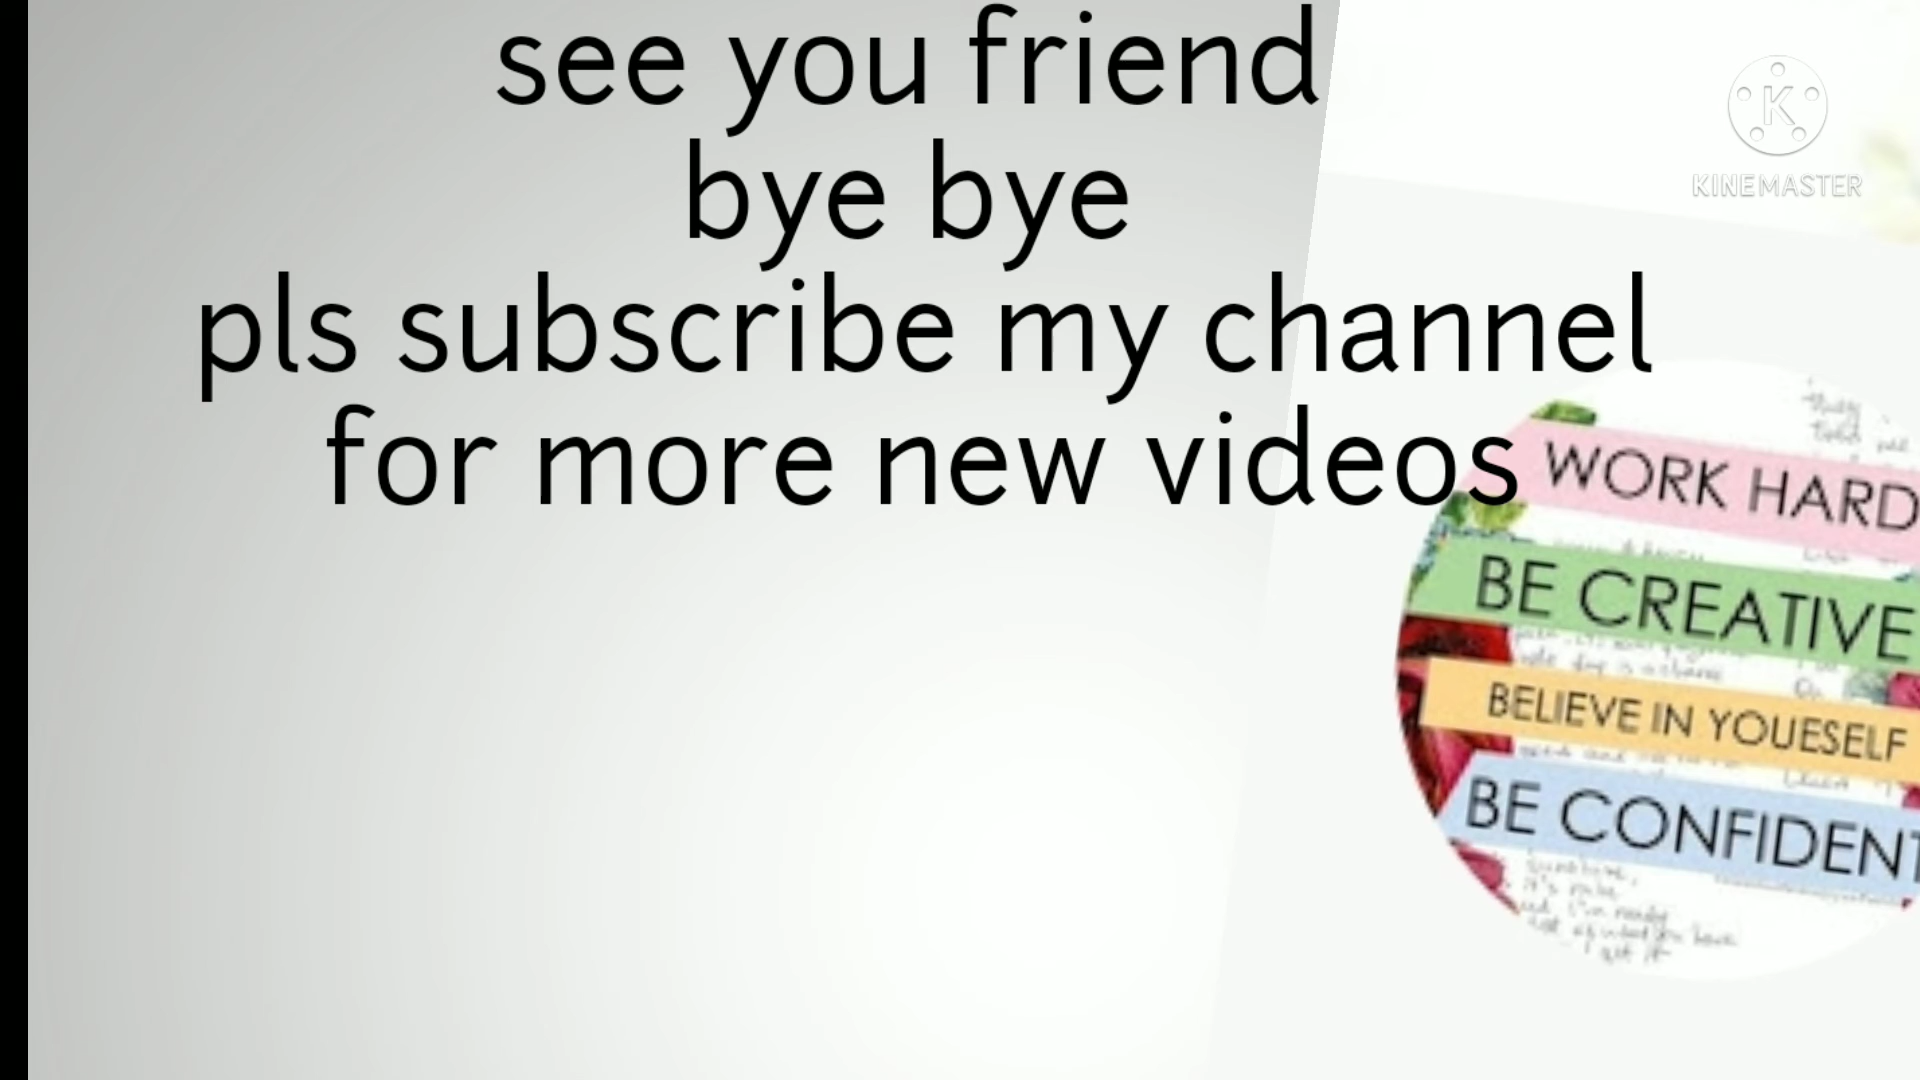 see you friend
bye bye
pls subscribe my channel
for more new videos
KINEMASTER
WORK HARD
BE CREATIVE
BELIEVE IN YOUESELF
BE CONFIDENT